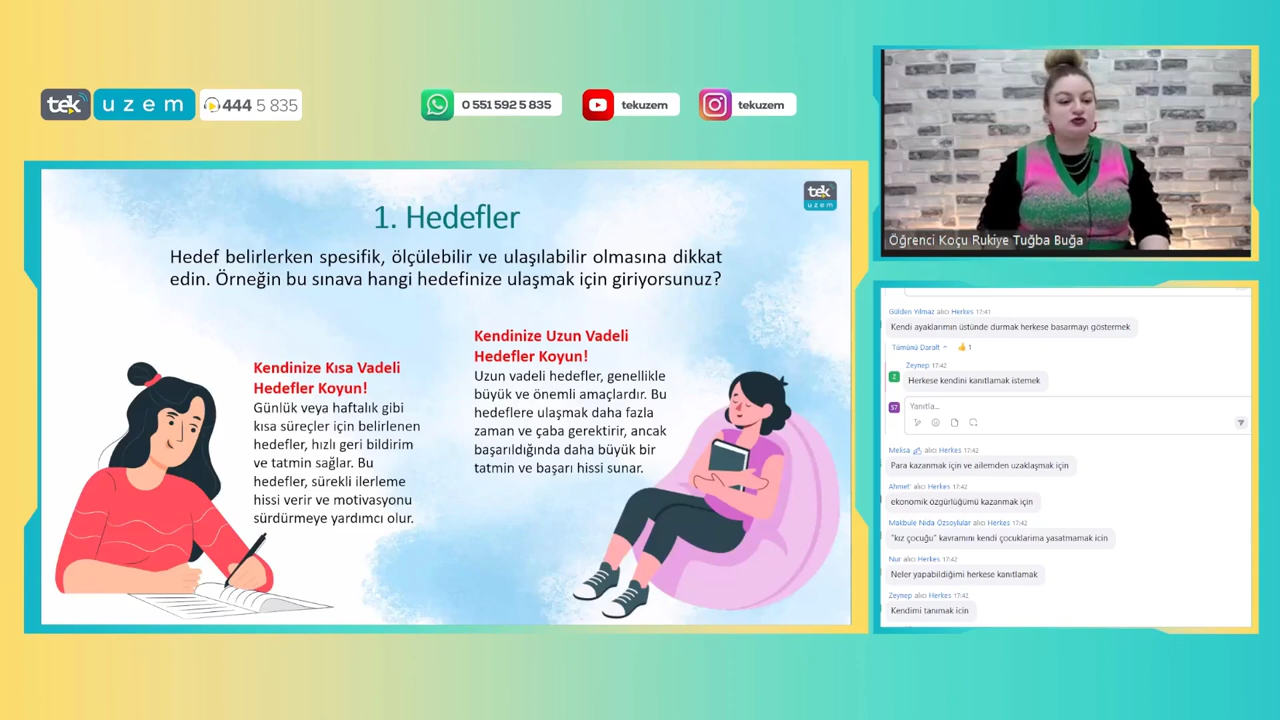 tek
uzem
444 5 835
0 551 592 5 835
tekuzem
tekuzem
tek
uzem
1. Hedefler
Hedef belirlerken spesifik, ölçülebilir ve ulaşılabilir olmasına dikkat
edin. Örneğin bu sınava hangi hedefinize ulaşmak için giriyorsunuz?
Kendinize Kısa Vadeli
Hedefler Koyun!
Günlük veya haftalık gibi
kısa süreçler için belirlenen
hedefler, hızlı geri bildirim
ve tatmin sağlar. Bu
hedefler, sürekli ilerleme
hissi verir ve motivasyonu
sürdürmeye yardımcı olur.
Kendinize Uzun Vadeli
Hedefler Koyun!
Uzun vadeli hedefler, genellikle
büyük ve önemli amaçlardır. Bu
hedeflere ulaşmak daha fazla
zaman ve çaba gerektirir, ancak
başarıldığında daha büyük bir
tatmin ve başarı hissi sunar.
Öğrenci Koçu Rukiye Tuğba Buğa
Gülden Yılmaz alıcı Herkes 17:41
Kendi ayaklarımın üstünde durmak herkese basarmayı göstermek
Tümünü Daralt 1
Zeynep 17:42
Z
Herkese kendini kanıtlamak istemek
Yanıtla...
Meksa alıcı Herkes 17:42
Para kazanmak için ve ailemden uzaklaşmak için
Ahmet' alıcı Herkes 17:42
ekonomik özgürlüğümü kazanmak için
Makbule Nida Özsoylular alıcı Herkes 17:42
"kız çocuğu" kavramını kendi çocuklarima yasatmamak icin
Nur alıcı Herkes 17:42
Neler yapabildiğimi herkese kanıtlamak
Zeynep alıcı Herkes 17:42
Kendimi tanımak icin